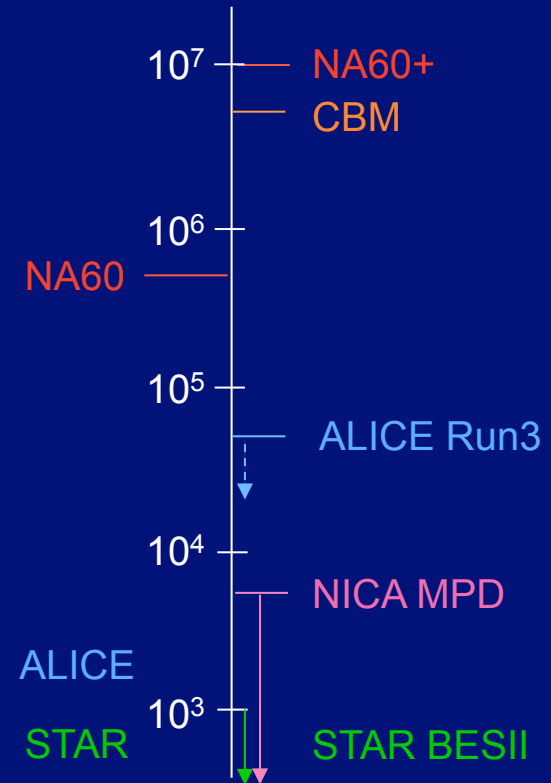 10⁷ NA60+
CBM
10⁶
NA60
10⁵
ALICE Run3
10⁴
NICA MPD
ALICE
10³
STAR STAR BESII